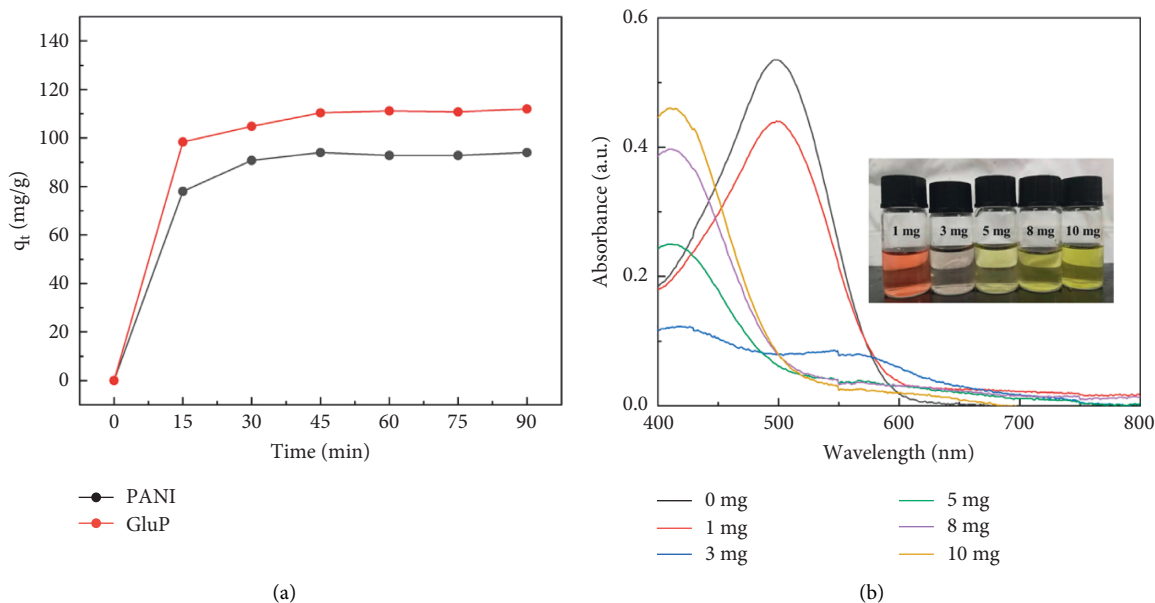 140
120
100
80
60
40
20
0
q_t (mg/g)
0 15 30 45 60 75 90
Time (min)
PANI
GluP
(a)
0.6
0.4
0.2
0.0
Absorbance (a.u.)
1 mg 3 mg 5 mg 8 mg 10 mg
400 500 600 700 800
Wavelength (nm)
0 mg
1 mg
3 mg
5 mg
8 mg
10 mg
(b)